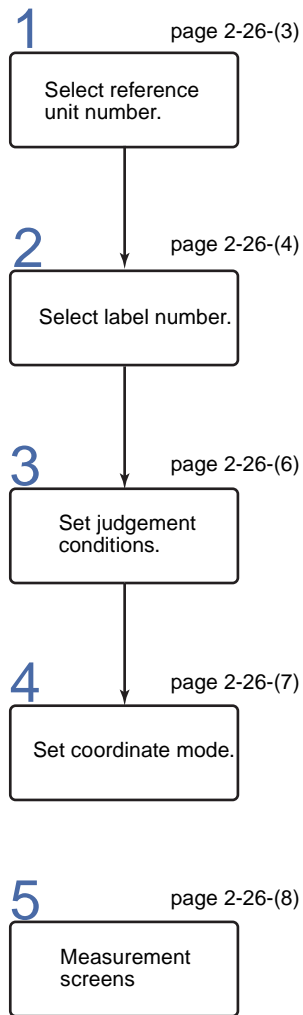 1
page 2-26-(3)
Select reference
unit number.
2
page 2-26-(4)
Select label number.
3
page 2-26-(6)
Set judgement
conditions.
4
page 2-26-(7)
Set coordinate mode.
5
page 2-26-(8)
Measurement
screens